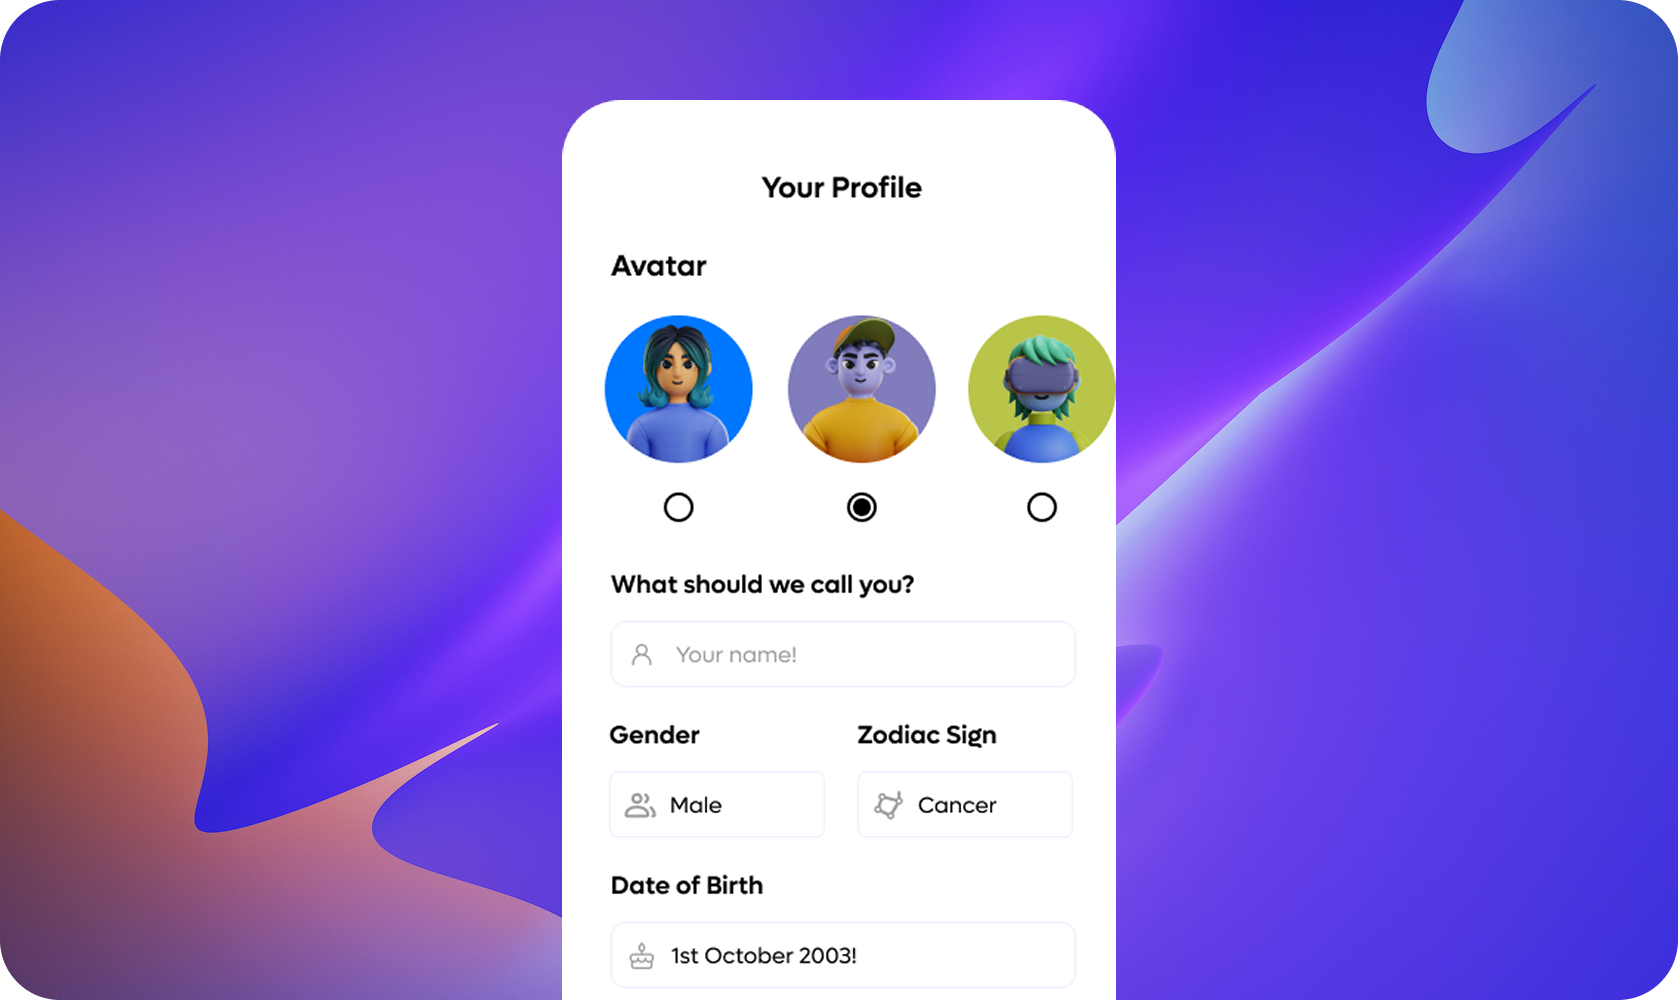 Your Profile
Avatar
What should we call you?
Your name!
Gender
Zodiac Sign
Male
Cancer
Date of Birth
1st October 2003!